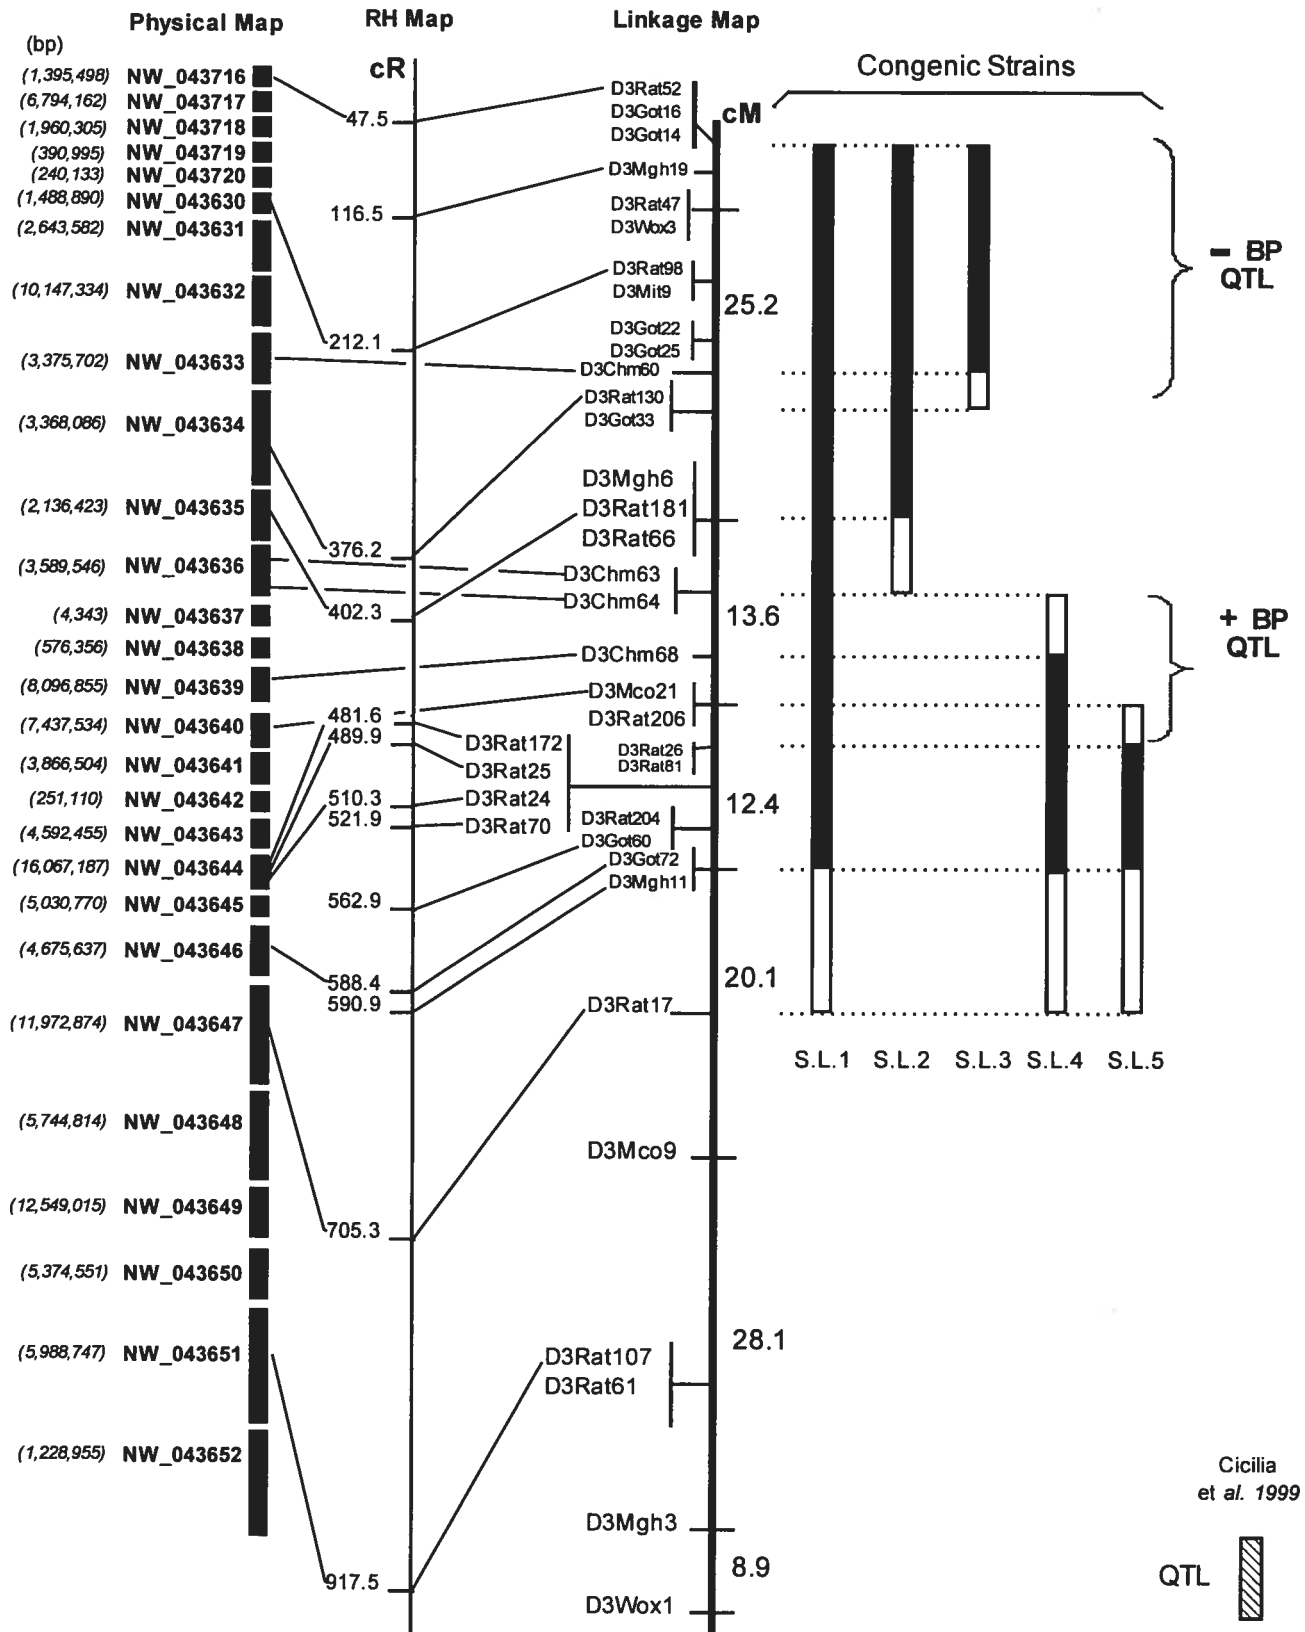 Physical Map
RH Map
Linkage Map
(bp)
cR
cM
Congenic Strains
(1,395,498) NW_043716
(6,794,162) NW_043717
(1,960,305) NW_043718
(390,995) NW_043719
(240,133) NW_043720
(1,488,890) NW_043630
(2,643,582) NW_043631
(10,147,334) NW_043632
(3,375,702) NW_043633
(3,368,086) NW_043634
(2,136,423) NW_043635
(3,589,546) NW_043636
(4,343) NW_043637
(576,356) NW_043638
(8,096,855) NW_043639
(7,437,534) NW_043640
(3,866,504) NW_043641
(251,110) NW_043642
(4,592,455) NW_043643
(16,067,187) NW_043644
(5,030,770) NW_043645
(4,675,637) NW_043646
(11,972,874) NW_043647
(5,744,814) NW_043648
(12,549,015) NW_043649
(5,374,551) NW_043650
(5,988,747) NW_043651
(1,228,955) NW_043652
47.5
116.5
212.1
376.2
402.3
481.6
489.9
510.3
521.9
562.9
588.4
590.9
705.3
917.5
D3Rat52
D3Got16
D3Got14
D3Mgh19
D3Rat47
D3Wox3
D3Rat98
D3Mit9
D3Got22
D3Got25
D3Chm60
D3Rat130
D3Got33
D3Mgh6
D3Rat181
D3Rat66
D3Chm63
D3Chm64
D3Chm68
D3Mco21
D3Rat206
D3Rat172
D3Rat25
D3Rat24
D3Rat70
D3Rat26
D3Rat81
D3Rat204
D3Got60
D3Got72
D3Mgh11
D3Rat17
D3Mco9
D3Rat107
D3Rat61
D3Mgh3
D3Wox1
25.2
13.6
12.4
20.1
28.1
8.9
– BP
QTL
+ BP
QTL
S.L.1 S.L.2 S.L.3 S.L.4 S.L.5
Cicilia
et al. 1999
QTL